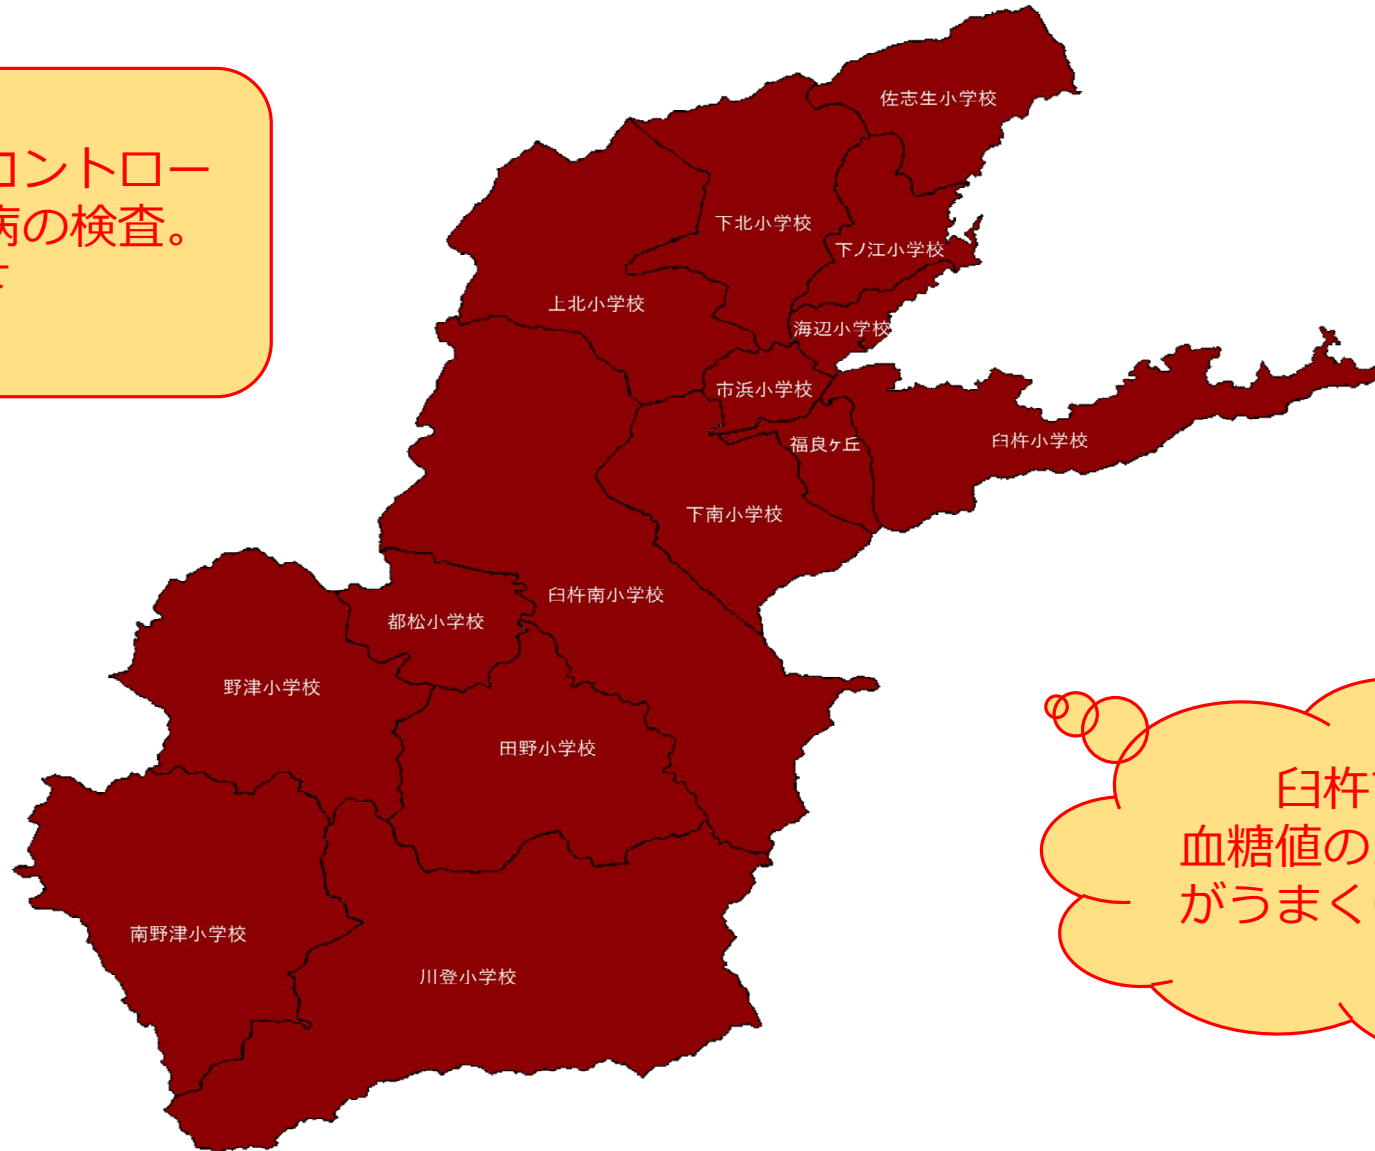 コントロー
病の検査。
佐志生小学校
下北小学校
下ノ江小学校
上北小学校
海辺小学校
市浜小学校
福良ヶ丘
臼杵小学校
下南小学校
臼杵南小学校
都松小学校
野津小学校
田野小学校
南野津小学校
川登小学校
臼杵
血糖値の
がうまく